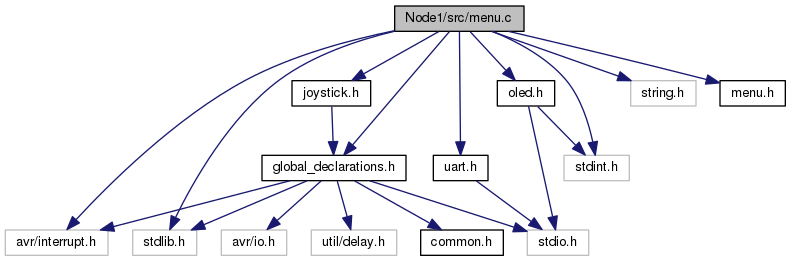 Node1/src/menu.c
joystick.h
oled.h
string.h
menu.h
global_declarations.h
uart.h
stdint.h
avr/interrupt.h
stdlib.h
avr/io.h
util/delay.h
common.h
stdio.h